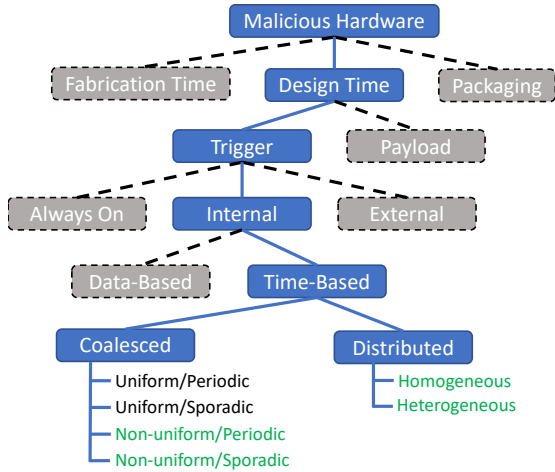 Malicious Hardware
Fabrication Time
Design Time
Packaging
Trigger
Payload
Always On
Internal
External
Data-Based
Time-Based
Coalesced
Distributed
Uniform/Periodic
Uniform/Sporadic
Non-uniform/Periodic
Non-uniform/Sporadic
Homogeneous
Heterogeneous